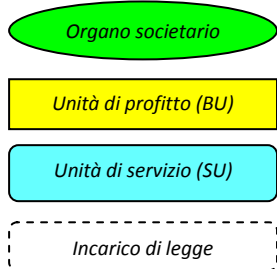 Organo societario
Unità di profitto (BU)
Unità di servizio (SU)
Incarico di legge